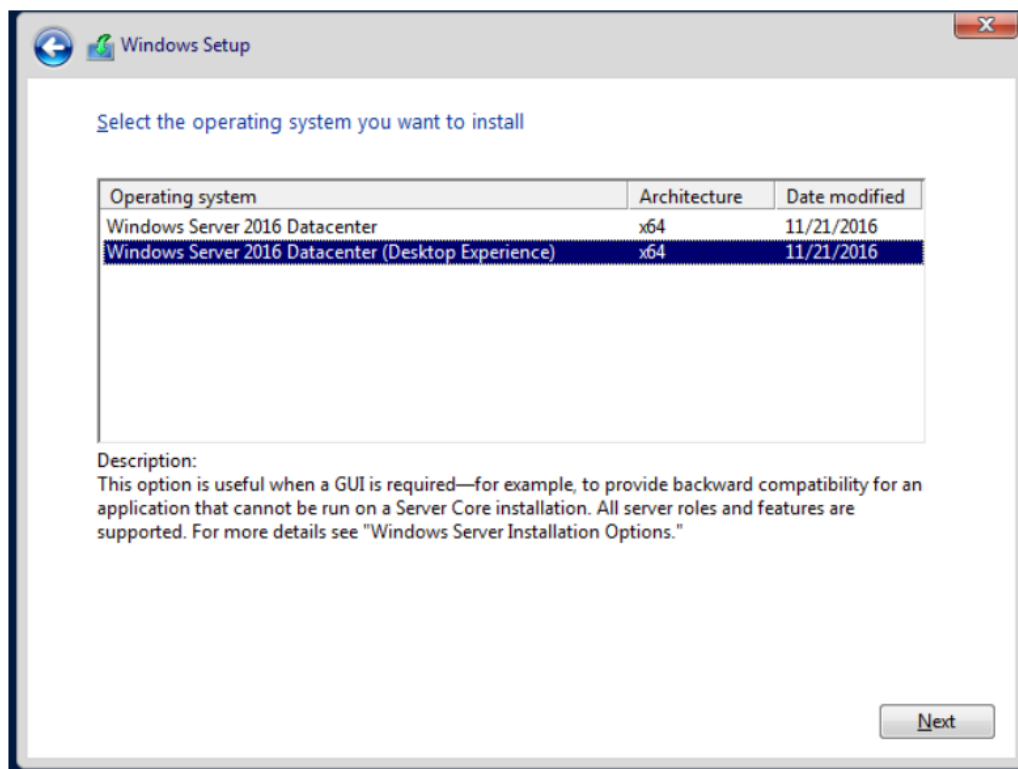 Windows Setup
Select the operating system you want to install
Operating system Architecture Date modified
Windows Server 2016 Datacenter x64 11/21/2016
Windows Server 2016 Datacenter (Desktop Experience) x64 11/21/2016
Description:
This option is useful when a GUI is required—for example, to provide backward compatibility for an
application that cannot be run on a Server Core installation. All server roles and features are
supported. For more details see "Windows Server Installation Options."
Next